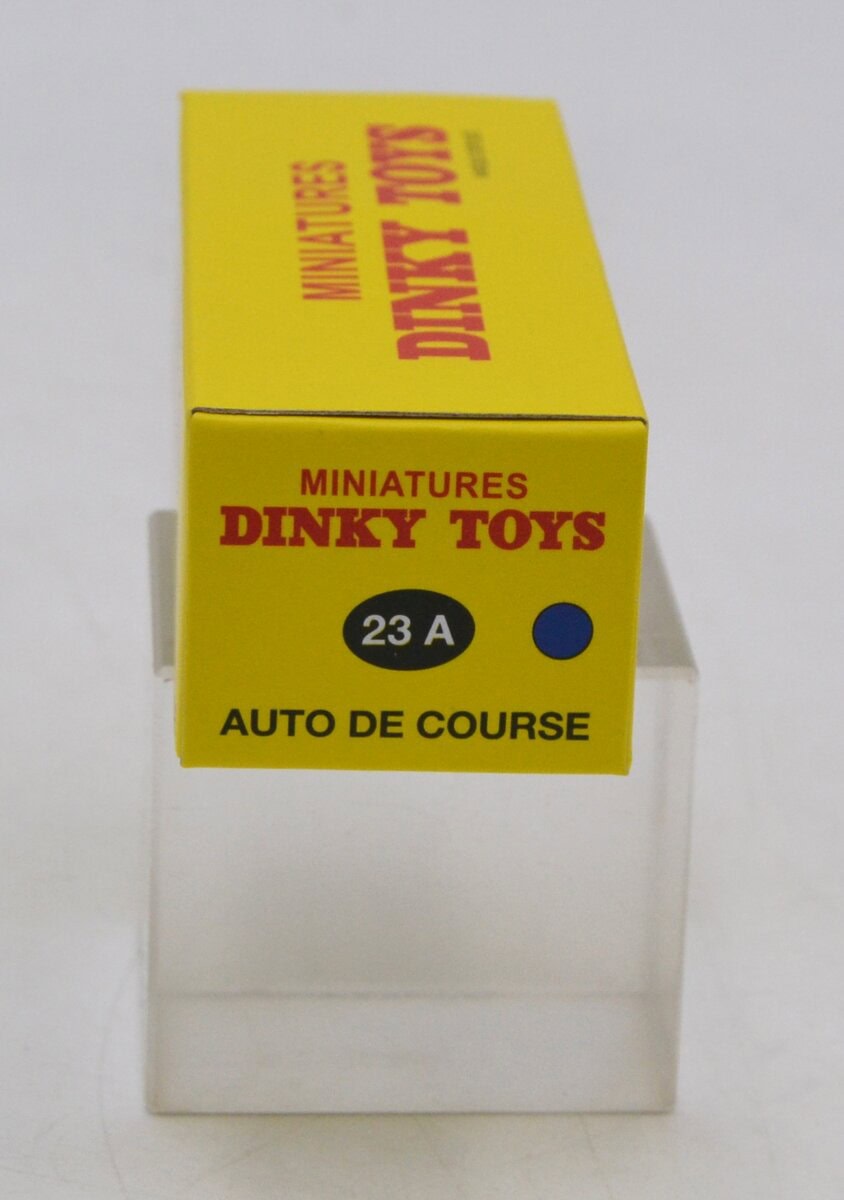 MINIATURES
DINKY TOYS
MINIATURES
DINKY TOYS
23 A
AUTO DE COURSE